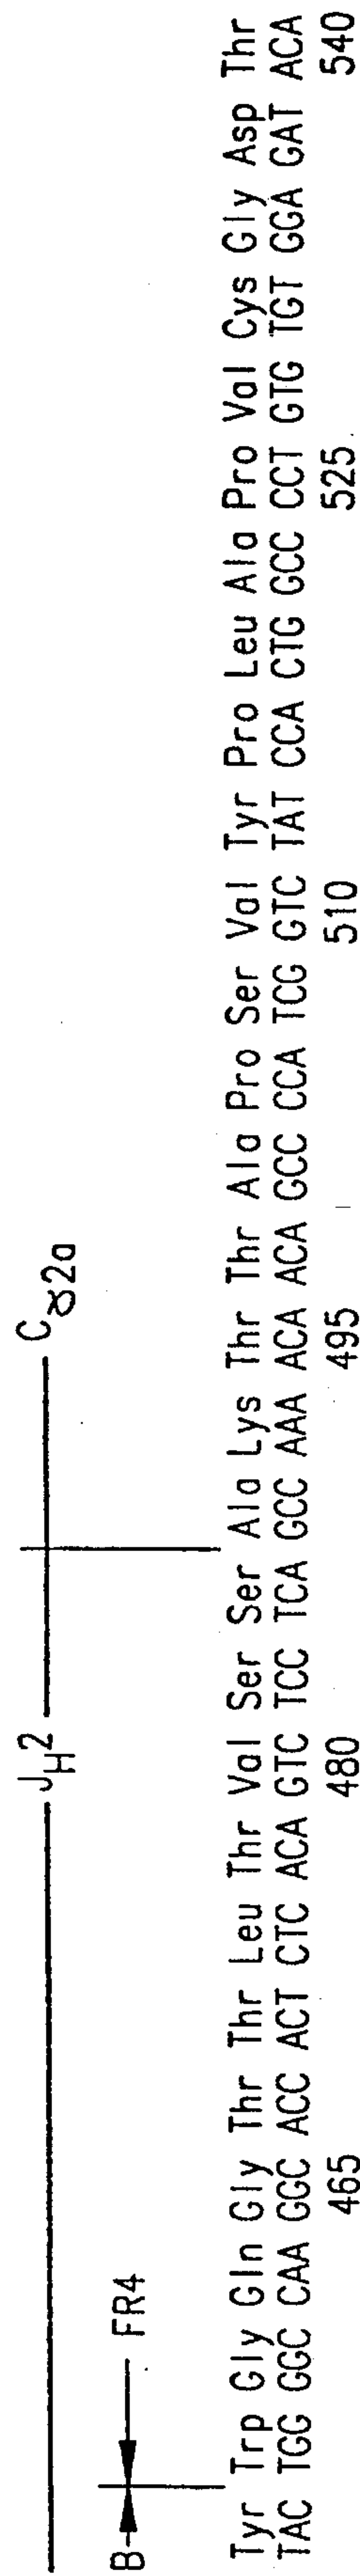 J_H2 C_γ2a
B FR4
Tyr Trp Gly Gln Gly Thr Thr Leu Thr Val Ser Ser Ala Lys Thr Thr Ala Pro Ser Val Tyr Pro Leu Ala Pro Val Cys Gly Asp Thr
TAC TGG GGC CAA GGC ACC ACT CTC ACA GTC TCC TCA GCC AAA ACA ACA GCC CCA TCG GTC TAT CCA CTG GCC CCT GTG TGT GGA GAT ACA
465 480 495 510 525 540